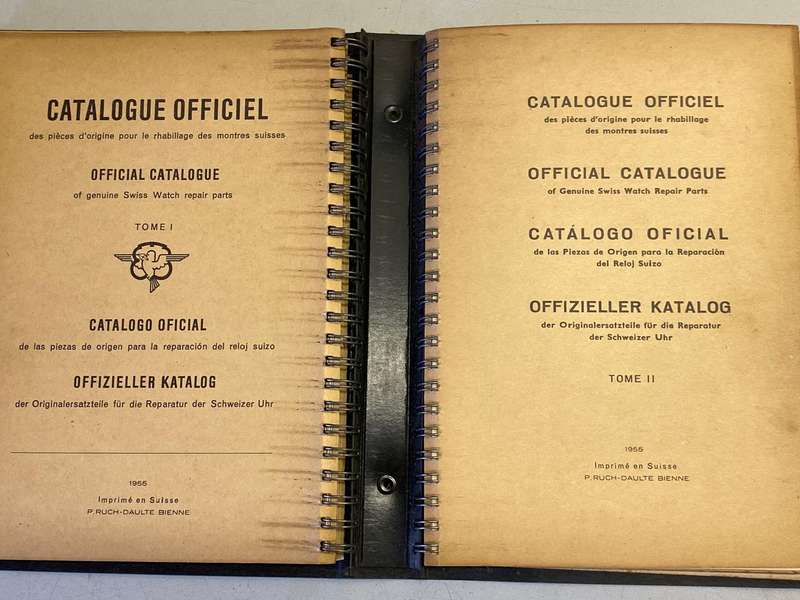 CATALOGUE OFFICIEL
des pièces d'origine pour le rhabillage des montres suisses
OFFICIAL CATALOGUE
of genuine Swiss Watch repair parts
TOME I
CATALOGO OFICIAL
de las piezas de origen para la reparación del reloj suizo
OFFIZIELLER KATALOG
der Originalersatzteile für die Reparatur der Schweizer Uhr
1955
Imprimé en Suisse
P. RUCH-DAULTE BIENNE
CATALOGUE OFFICIEL
des pièces d'origine pour le rhabillage
des montres suisses
OFFICIAL CATALOGUE
of Genuine Swiss Watch Repair Parts
CATÁLOGO OFICIAL
de las Piezas de Origen para la Reparación
del Reloj Suizo
OFFIZIELLER KATALOG
der Originalersatzteile für die Reparatur
der Schweizer Uhr
TOME II
1955
Imprimé en Suisse
P. RUCH-DAULTE BIENNE